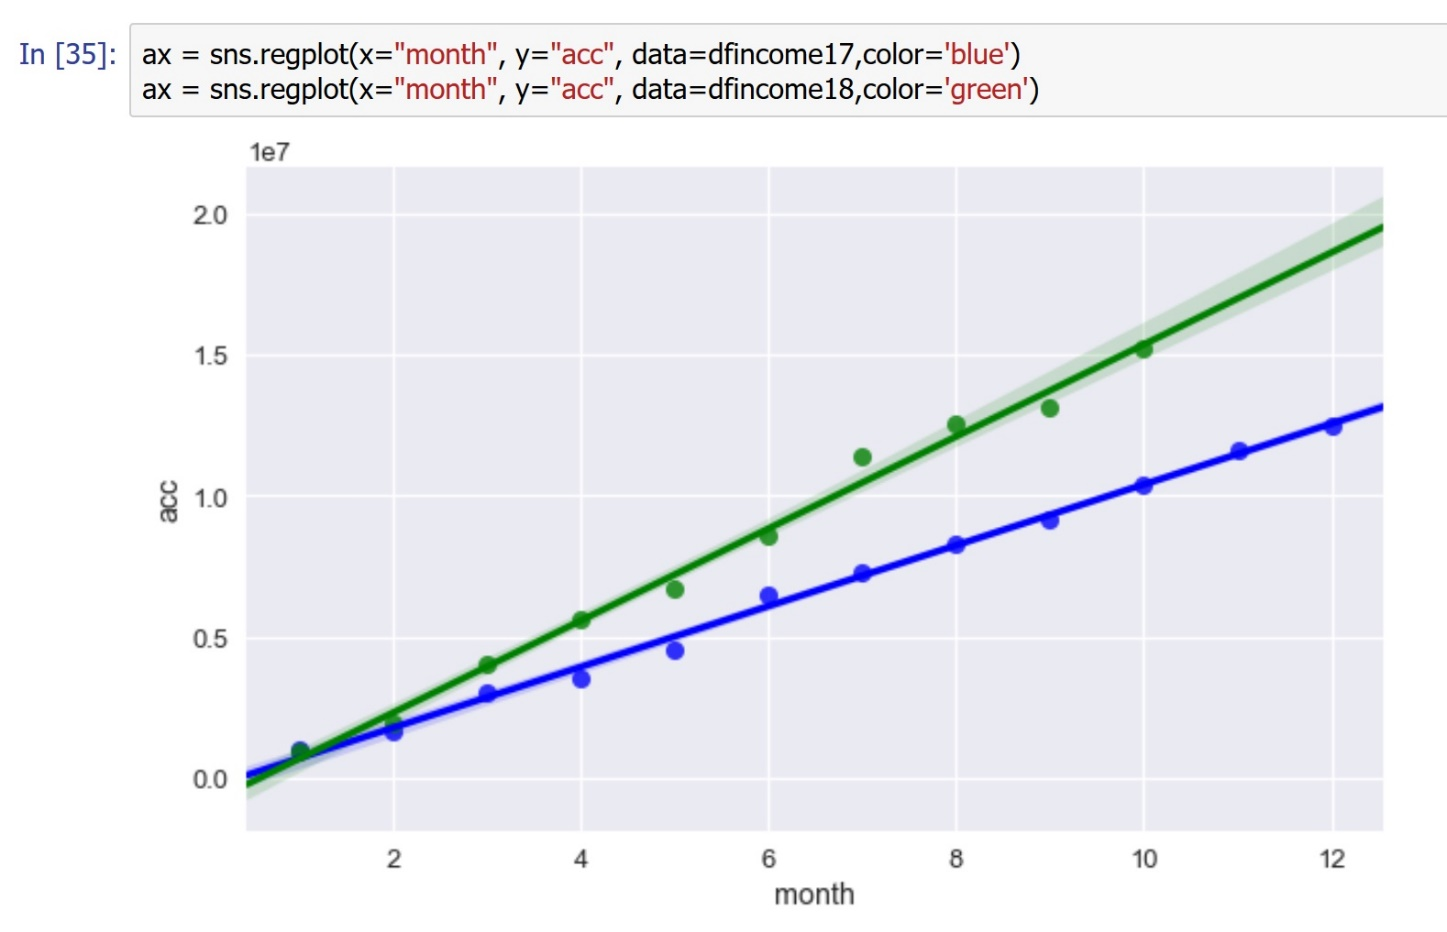 In [35]: ax = sns.regplot(x="month", y="acc", data=dfincome17,color='blue')
ax = sns.regplot(x="month", y="acc", data=dfincome18,color='green')
1e7
2.0
1.5
1.0
0.5
0.0
acc
2 4 6 8 10 12
month